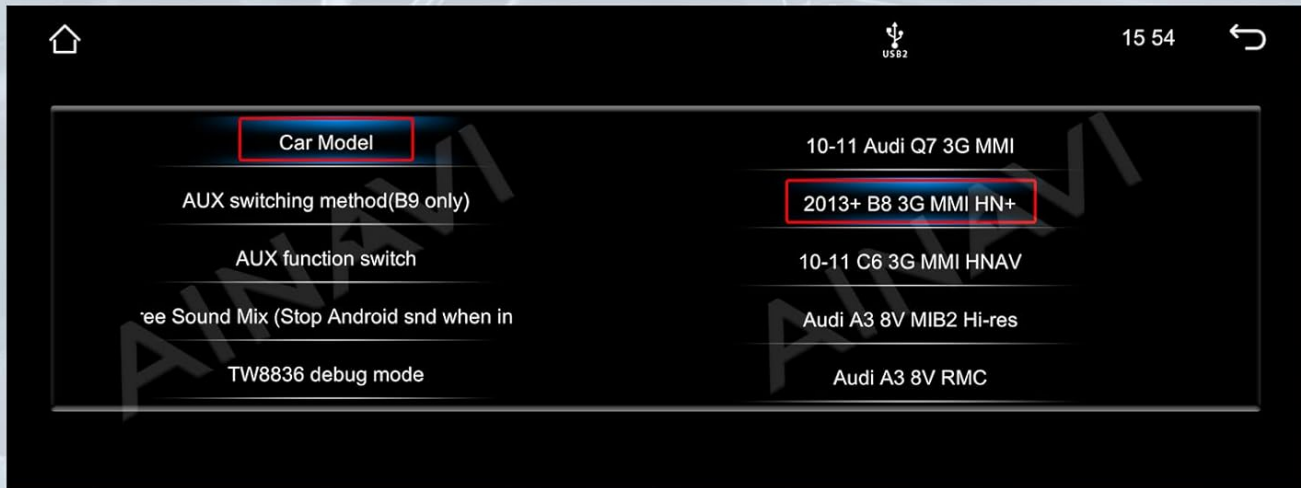 USB2
15 54
Car Model
AUX switching method(B9 only)
AUX function switch
ree Sound Mix (Stop Android snd when in
TW8836 debug mode
10-11 Audi Q7 3G MMI
2013+ B8 3G MMI HN+
10-11 C6 3G MMI HNAV
Audi A3 8V MIB2 Hi-res
Audi A3 8V RMC
AINAVI
AINAVI